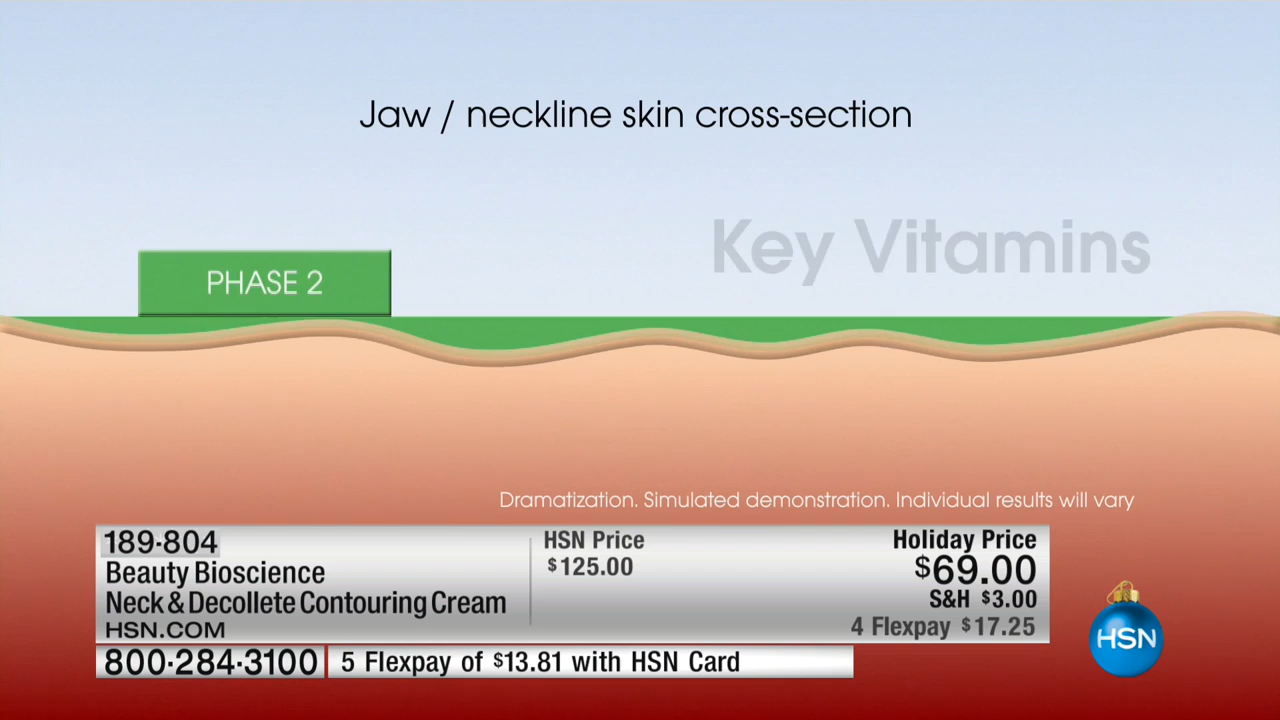 Jaw / neckline skin cross-section
Key Vitamins
PHASE 2
Dramatization. Simulated demonstration. Individual results will vary
189·804
Beauty Bioscience
Neck & Decollete Contouring Cream
HSN.COM
HSN Price
$125.00
Holiday Price
$69.00
S&H $3.00
4 Flexpay $17.25
800·284·3100
5 Flexpay of $13.81 with HSN Card
HSN